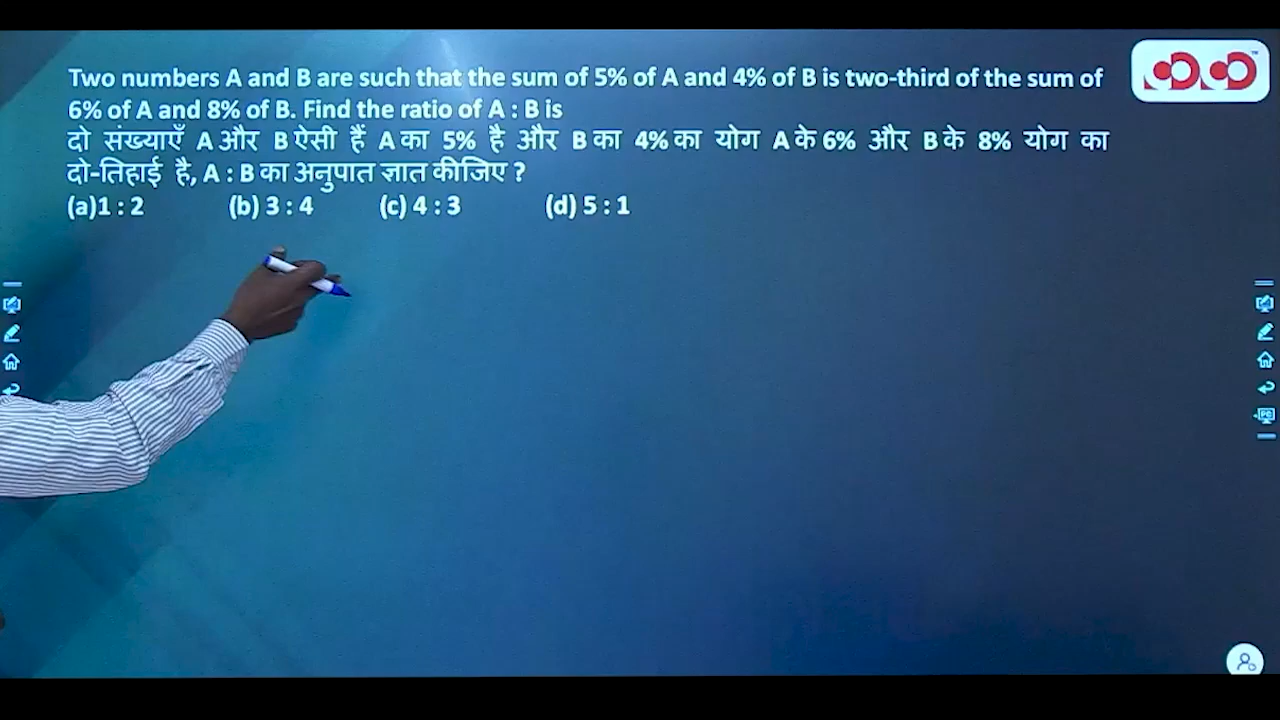 Two numbers A and B are such that the sum of 5% of A and 4% of B is two-third of the sum of
6% of A and 8% of B. Find the ratio of A : B is
दो संख्याएँ A और B ऐसी हैं A का 5% है और B का 4% का योग A के 6% और B के 8% योग का
दो-तिहाई है, A : B का अनुपात ज्ञात कीजिए ?
(a)1 : 2 (b) 3 : 4 (c) 4 : 3 (d) 5 : 1